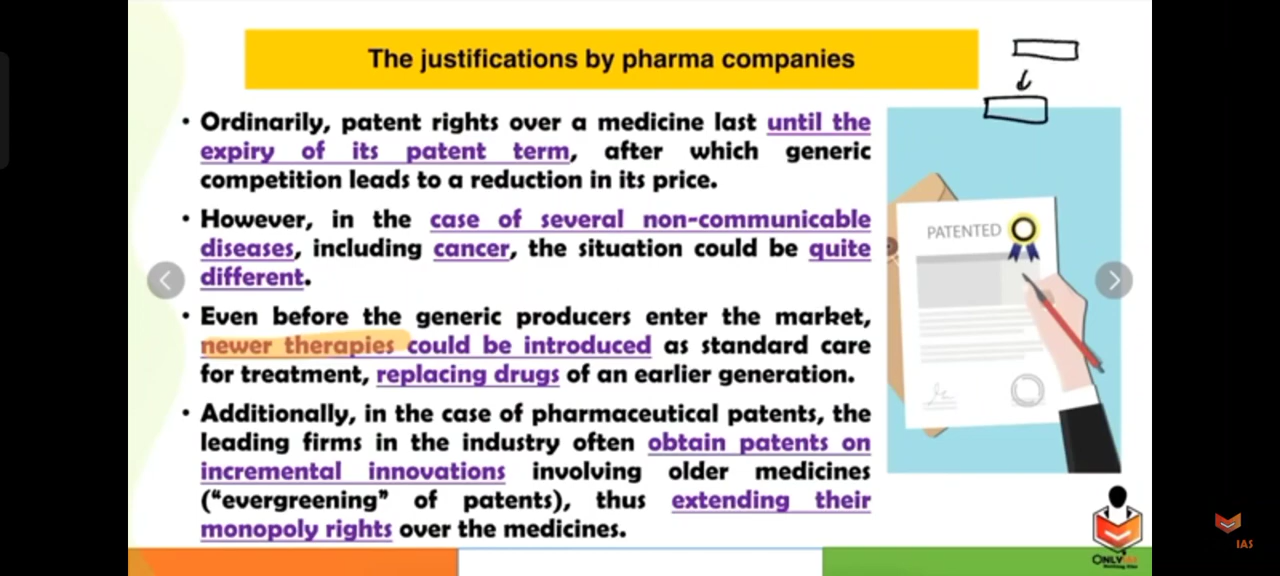 The justifications by pharma companies
• Ordinarily, patent rights over a medicine last until the
expiry of its patent term, after which generic
competition leads to a reduction in its price.
• However, in the case of several non-communicable
diseases, including cancer, the situation could be quite
different.
• Even before the generic producers enter the market,
newer therapies could be introduced as standard care
for treatment, replacing drugs of an earlier generation.
• Additionally, in the case of pharmaceutical patents, the
leading firms in the industry often obtain patents on
incremental innovations involving older medicines
("evergreening" of patents), thus extending their
monopoly rights over the medicines.
PATENTED
ONLYIAS
IAS